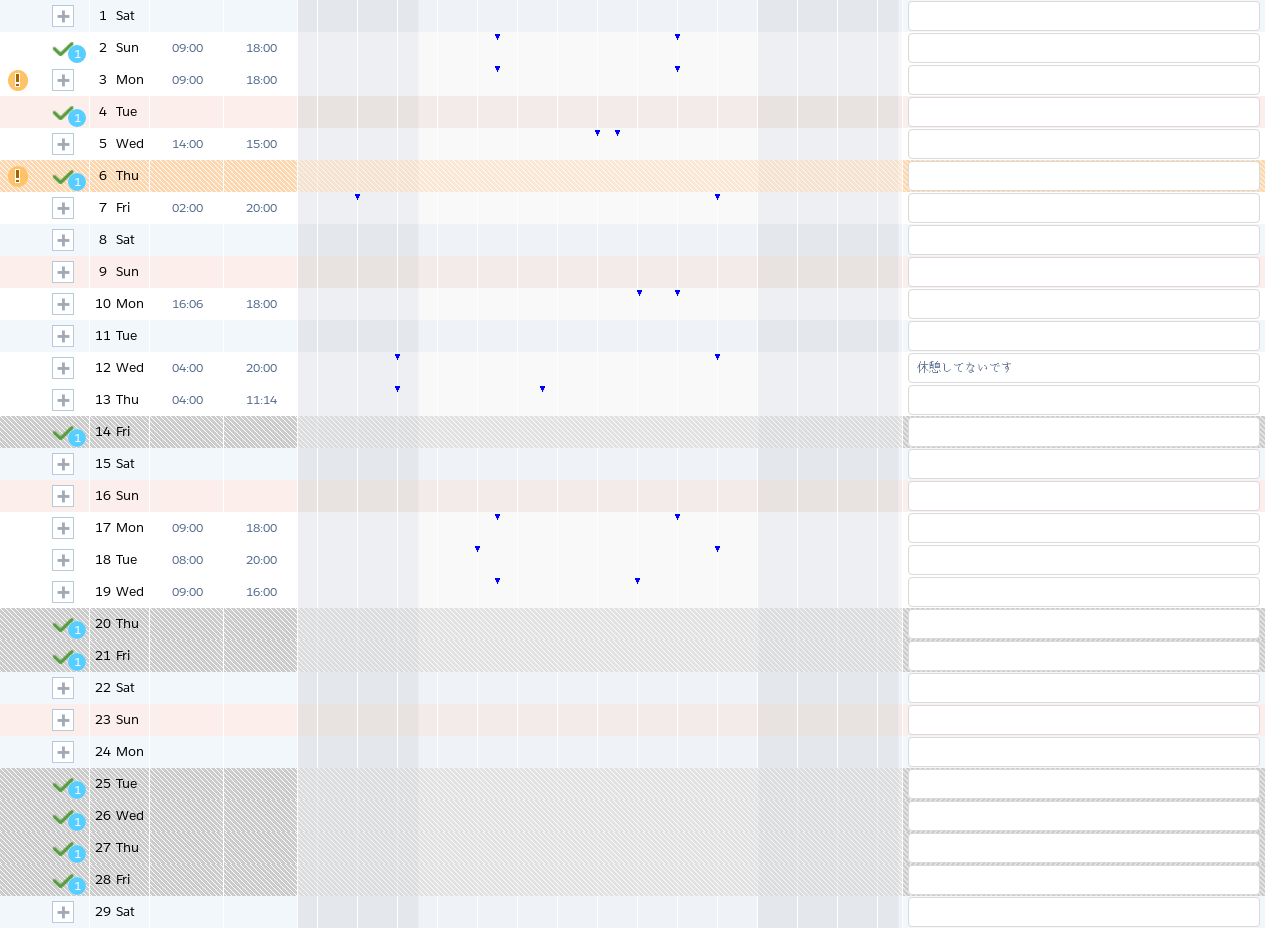 1 Sat
1 2 Sun 09:00 18:00
! 3 Mon 09:00 18:00
1 4 Tue
5 Wed 14:00 15:00
! 1 6 Thu
7 Fri 02:00 20:00
8 Sat
9 Sun
10 Mon 16:06 18:00
11 Tue
12 Wed 04:00 20:00 休憩してないです
13 Thu 04:00 11:14
1 14 Fri
15 Sat
16 Sun
17 Mon 09:00 18:00
18 Tue 08:00 20:00
19 Wed 09:00 16:00
1 20 Thu
1 21 Fri
22 Sat
23 Sun
24 Mon
1 25 Tue
1 26 Wed
1 27 Thu
1 28 Fri
29 Sat